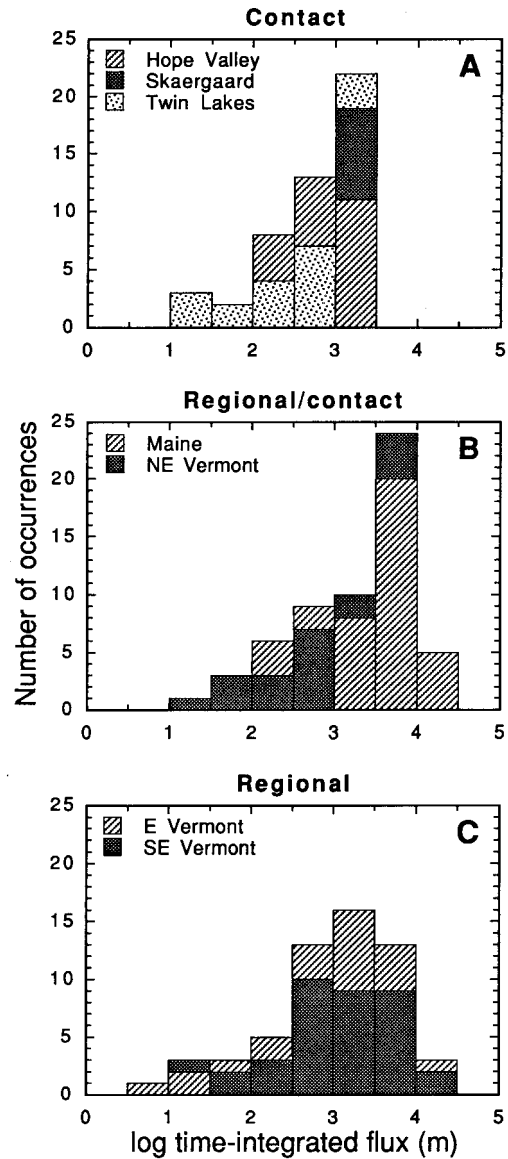 Contact
A
Hope Valley
Skaergaard
Twin Lakes
25
20
15
10
5
0
0 1 2 3 4 5
Regional/contact
B
Maine
NE Vermont
25
20
15
10
5
0
0 1 2 3 4 5
Number of occurrences
Regional
C
E Vermont
SE Vermont
25
20
15
10
5
0
0 1 2 3 4 5
log time-integrated flux (m)